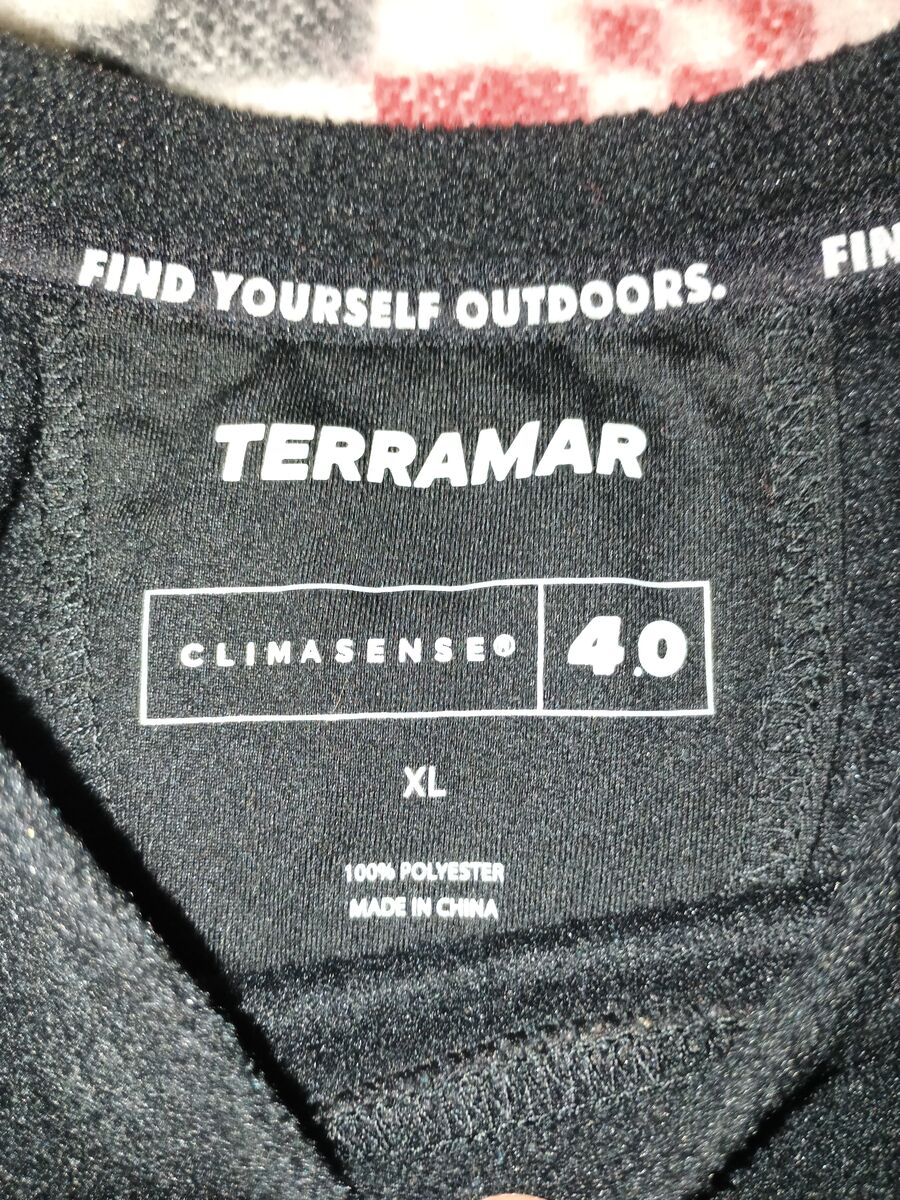 FIND YOURSELF OUTDOORS. FIN
TERRAMAR
CLIMASENSE® 4.0
XL
100% POLYESTER
MADE IN CHINA